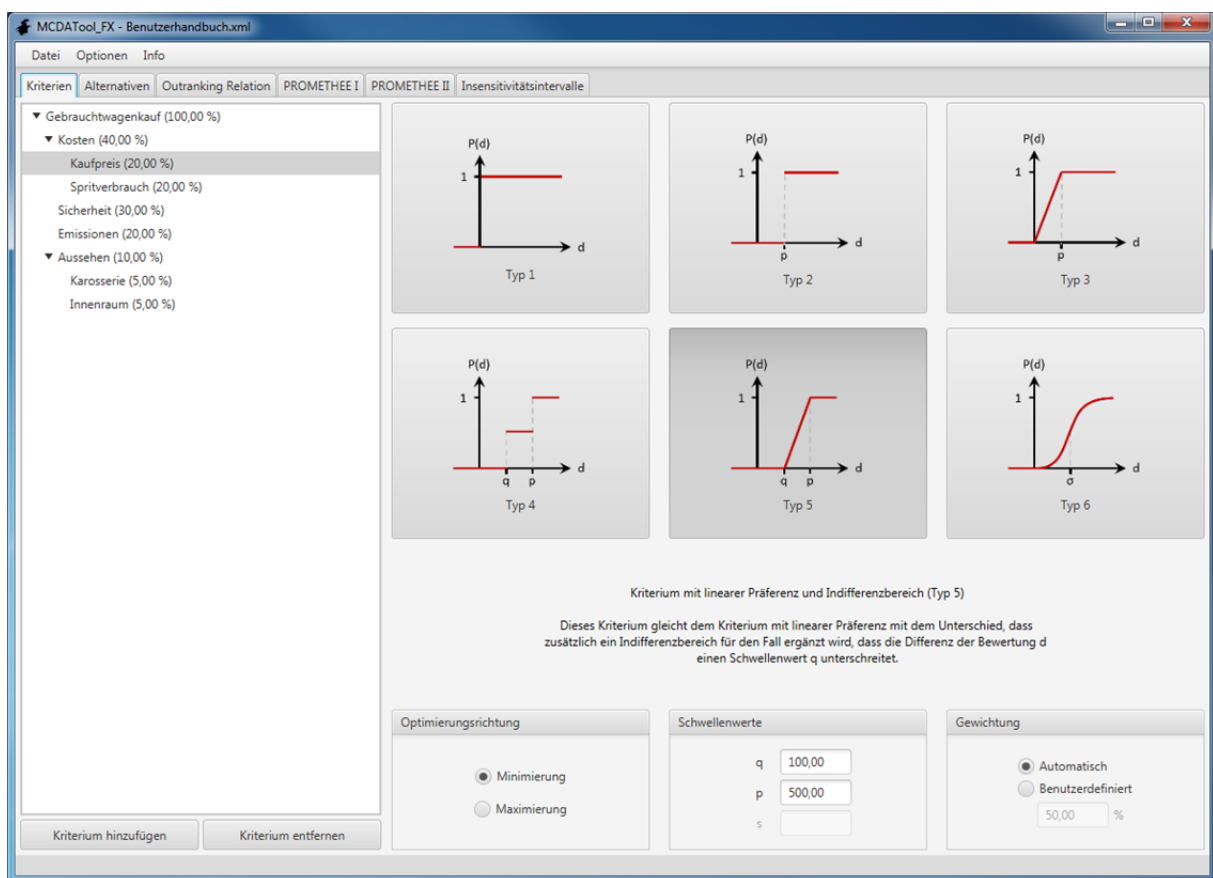 MCDATool_FX - Benutzerhandbuch.xml
Datei Optionen Info
Kriterien Alternativen Outranking Relation PROMETHEE I PROMETHEE II Insensitivitätsintervalle
Gebrauchtwagenkauf (100,00 %)
Kosten (40,00 %)
Kaufpreis (20,00 %)
Spritverbrauch (20,00 %)
Sicherheit (30,00 %)
Emissionen (20,00 %)
Aussehen (10,00 %)
Karosserie (5,00 %)
Innenraum (5,00 %)
Kriterium hinzufügen Kriterium entfernen
P(d)
1
d
Typ 1
P(d)
1
d
p
Typ 2
P(d)
1
d
p
Typ 3
P(d)
1
d
q p
Typ 4
P(d)
1
d
q p
Typ 5
P(d)
1
d
σ
Typ 6
Kriterium mit linearer Präferenz und Indifferenzbereich (Typ 5)
Dieses Kriterium gleicht dem Kriterium mit linearer Präferenz mit dem Unterschied, dass
zusätzlich ein Indifferenzbereich für den Fall ergänzt wird, dass die Differenz der Bewertung d
einen Schwellenwert q unterschreitet.
Optimierungsrichtung
Minimierung
Maximierung
Schwellenwerte
q 100,00
p 500,00
s
Gewichtung
Automatisch
Benutzerdefiniert
50,00 %